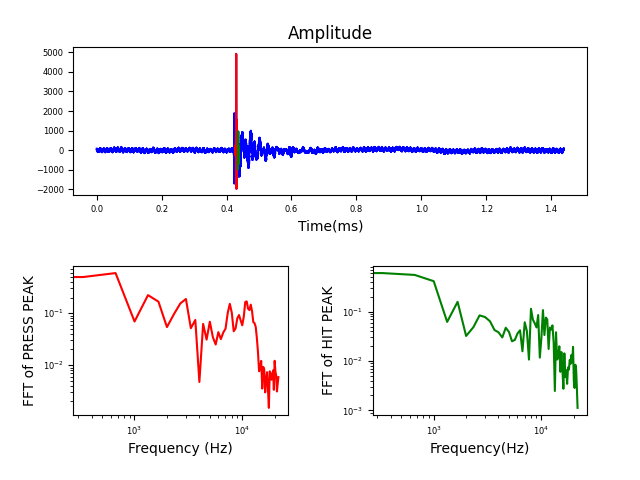 Amplitude
5000
4000
3000
2000
1000
0
−1000
−2000
0.0 0.2 0.4 0.6 0.8 1.0 1.2 1.4
Time(ms)
FFT of PRESS PEAK
10⁻¹
10⁻²
10³ 10⁴
Frequency (Hz)
FFT of HIT PEAK
10⁻¹
10⁻²
10⁻³
10³ 10⁴
Frequency(Hz)